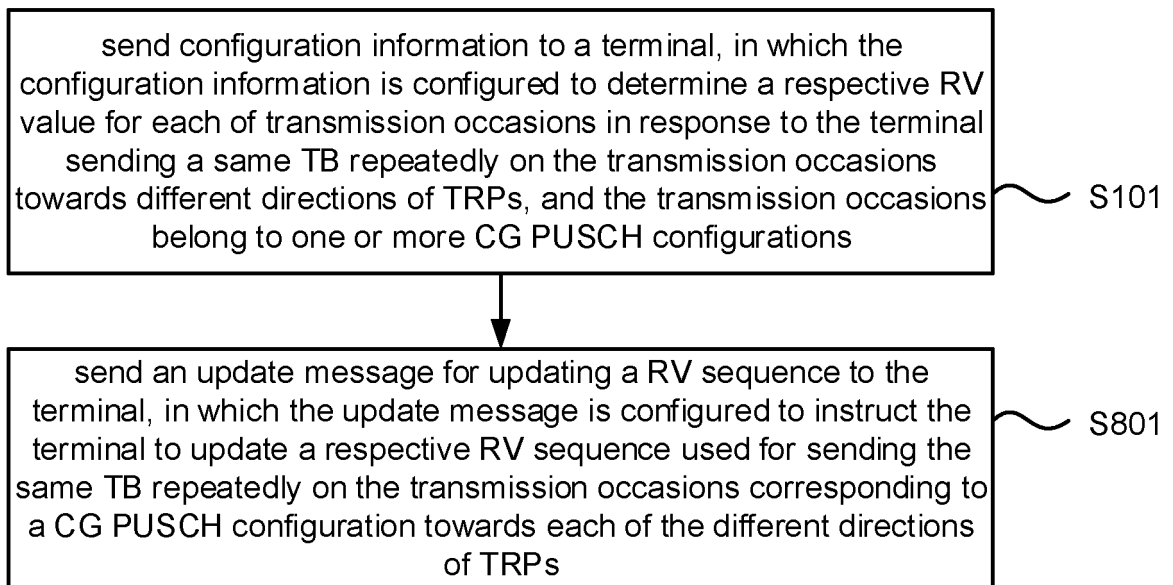 send configuration information to a terminal, in which the
configuration information is configured to determine a respective RV
value for each of transmission occasions in response to the terminal
sending a same TB repeatedly on the transmission occasions
towards different directions of TRPs, and the transmission occasions
belong to one or more CG PUSCH configurations
S101
send an update message for updating a RV sequence to the
terminal, in which the update message is configured to instruct the
terminal to update a respective RV sequence used for sending the
same TB repeatedly on the transmission occasions corresponding to
a CG PUSCH configuration towards each of the different directions
of TRPs
S801